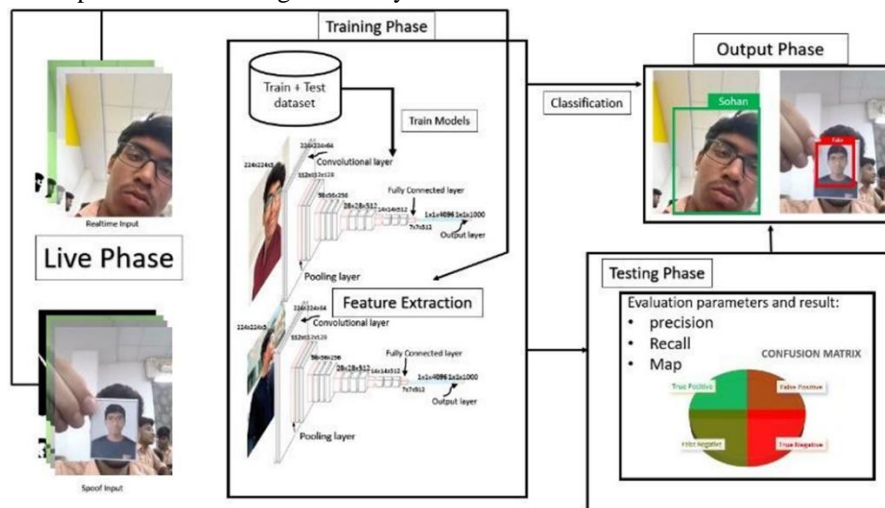 Training Phase
Output Phase
Train + Test
dataset
Train Models
Classification
Sohan
Fake
224x224x64
Convolutional layer
112x112x128
56x56x256
28x28x512
14x14x512
7x7x512
Fully Connected layer
1x1x4096
1x1x1000
Output layer
Pooling layer
Realtime Input
Live Phase
Spoof Input
Feature Extraction
224x224x64
Convolutional layer
112x112x128
56x56x256
28x28x512
14x14x512
7x7x512
Fully Connected layer
1x1x4096
1x1x1000
Output layer
Pooling layer
Testing Phase
Evaluation parameters and result:
• precision
• Recall
• Map
CONFUSION MATRIX
True Positive
False Positive
False Negative
True Negative